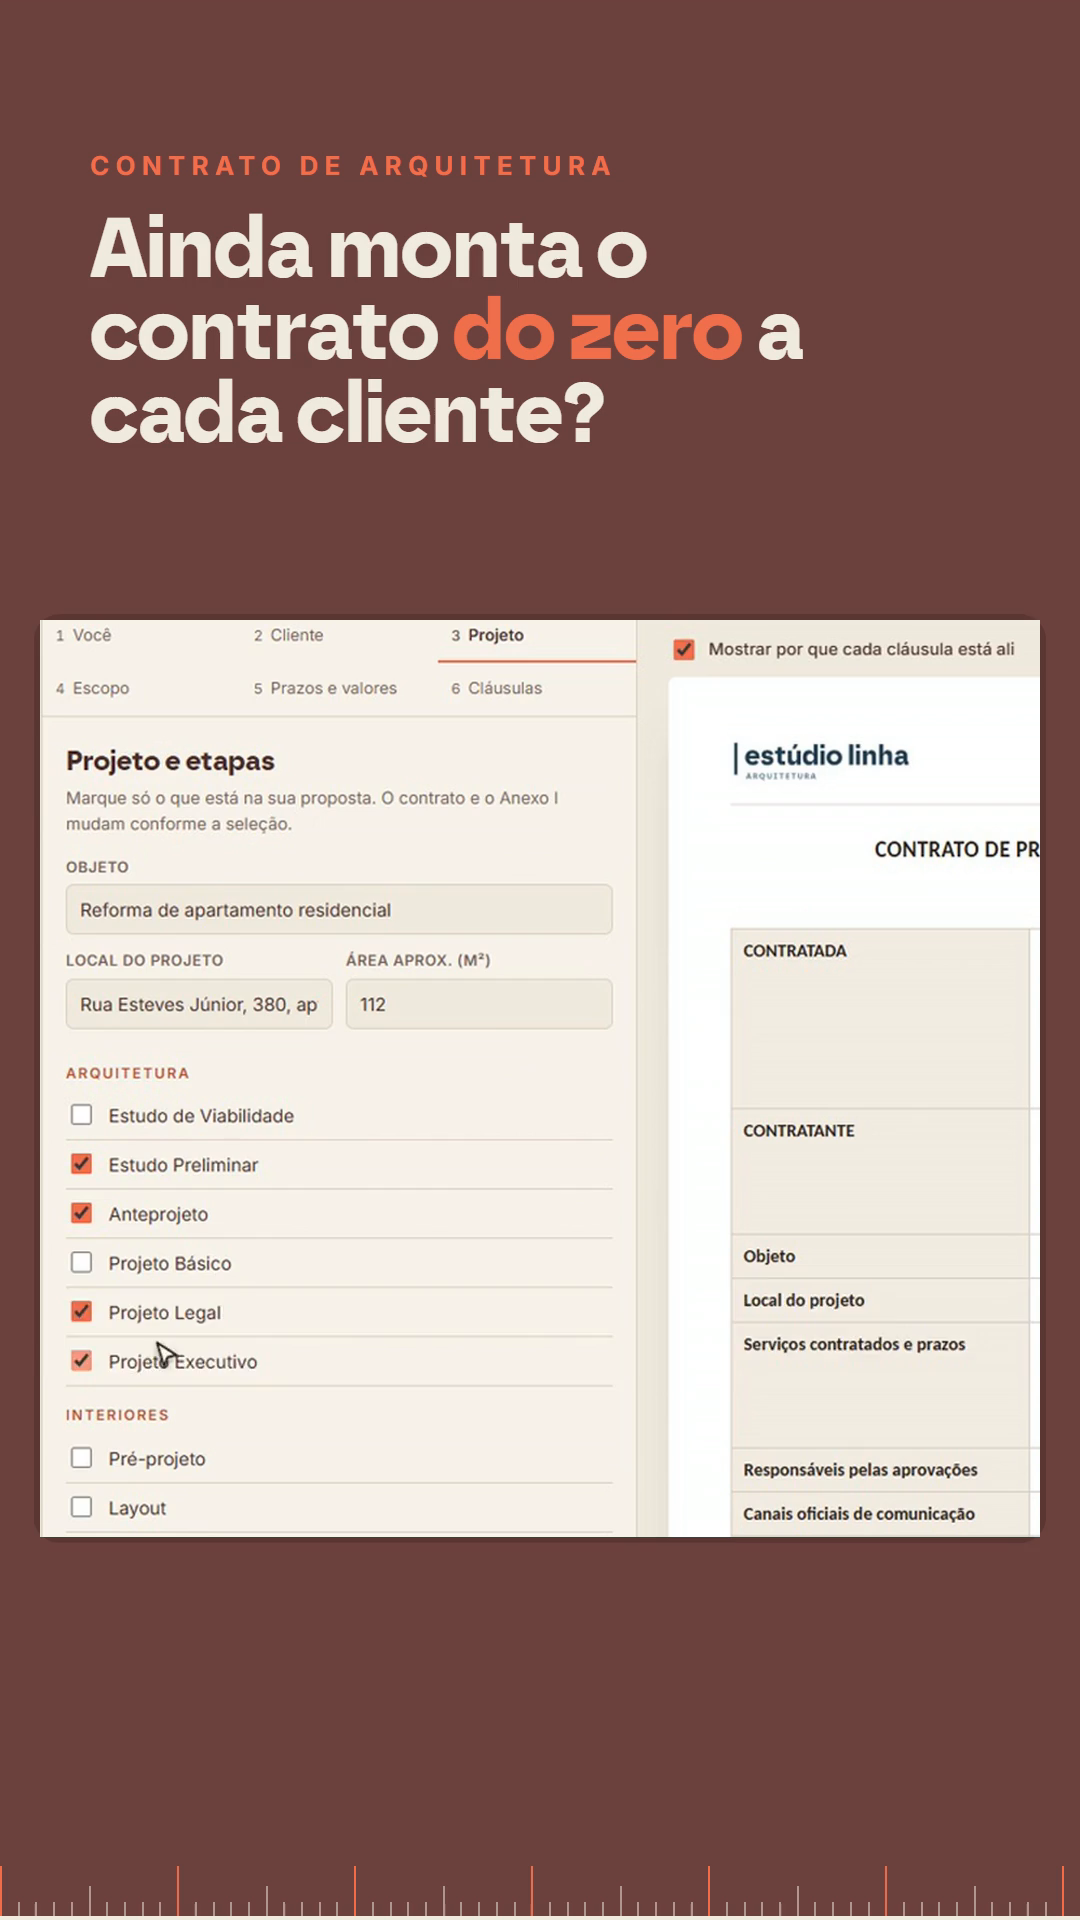 CONTRATO DE ARQUITETURA
Ainda monta o
contrato do zero a
cada cliente?
1 Você
2 Cliente
3 Projeto
4 Escopo
5 Prazos e valores
6 Cláusulas
Projeto e etapas
Marque só o que está na sua proposta. O contrato e o Anexo I
mudam conforme a seleção.
OBJETO
Reforma de apartamento residencial
LOCAL DO PROJETO
ÁREA APROX. (M²)
Rua Esteves Júnior, 380, ap
112
ARQUITETURA
Estudo de Viabilidade
Estudo Preliminar
Anteprojeto
Projeto Básico
Projeto Legal
Projeto Executivo
INTERIORES
Pré-projeto
Layout
Mostrar por que cada cláusula está ali
estúdio linha
ARQUITETURA
CONTRATO DE PR
CONTRATADA
CONTRATANTE
Objeto
Local do projeto
Serviços contratados e prazos
Responsáveis pelas aprovações
Canais oficiais de comunicação